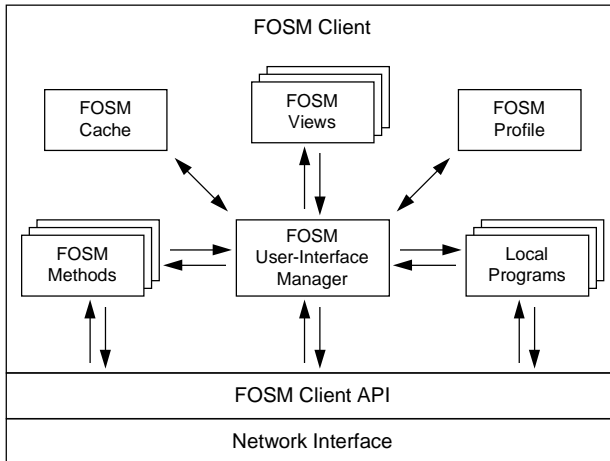 FOSM Client
FOSM
Cache
FOSM
Views
FOSM
Profile
FOSM
Methods
FOSM
User-Interface
Manager
Local
Programs
FOSM Client API
Network Interface